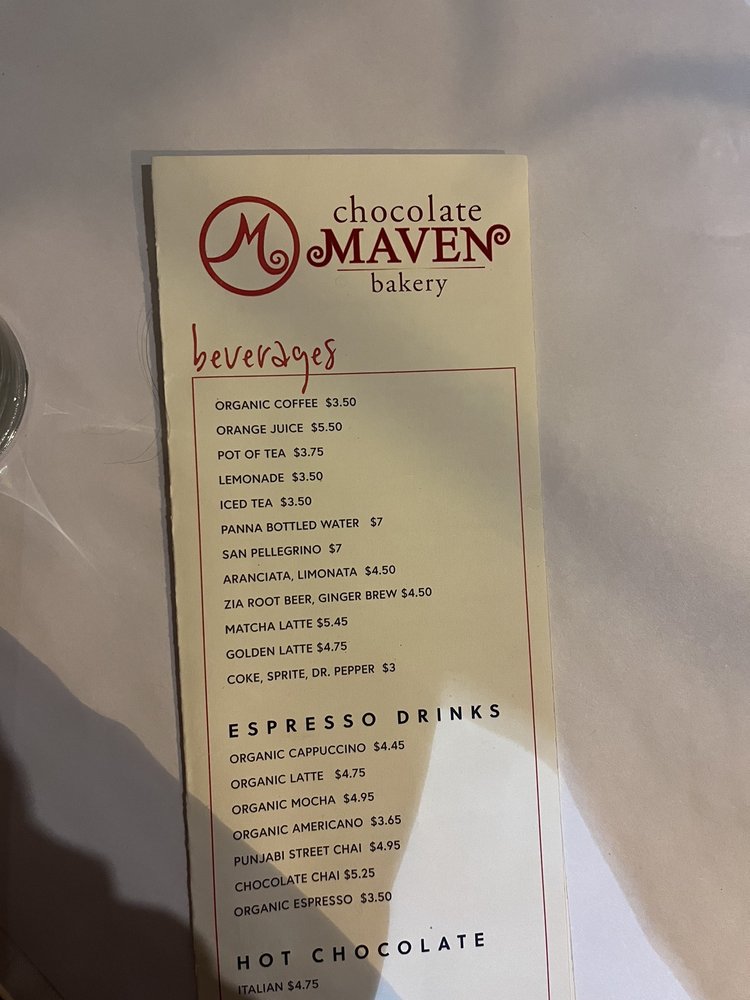 M
chocolate
MAVEN
bakery
beverages
ORGANIC COFFEE $3.50
ORANGE JUICE $5.50
POT OF TEA $3.75
LEMONADE $3.50
ICED TEA $3.50
PANNA BOTTLED WATER $7
SAN PELLEGRINO $7
ARANCIATA, LIMONATA $4.50
ZIA ROOT BEER, GINGER BREW $4.50
MATCHA LATTE $5.45
GOLDEN LATTE $4.75
COKE, SPRITE, DR. PEPPER $3
ESPRESSO DRINKS
ORGANIC CAPPUCCINO $4.45
ORGANIC LATTE $4.75
ORGANIC MOCHA $4.95
ORGANIC AMERICANO $3.65
PUNJABI STREET CHAI $4.95
CHOCOLATE CHAI $5.25
ORGANIC ESPRESSO $3.50
HOT CHOCOLATE
ITALIAN $4.75